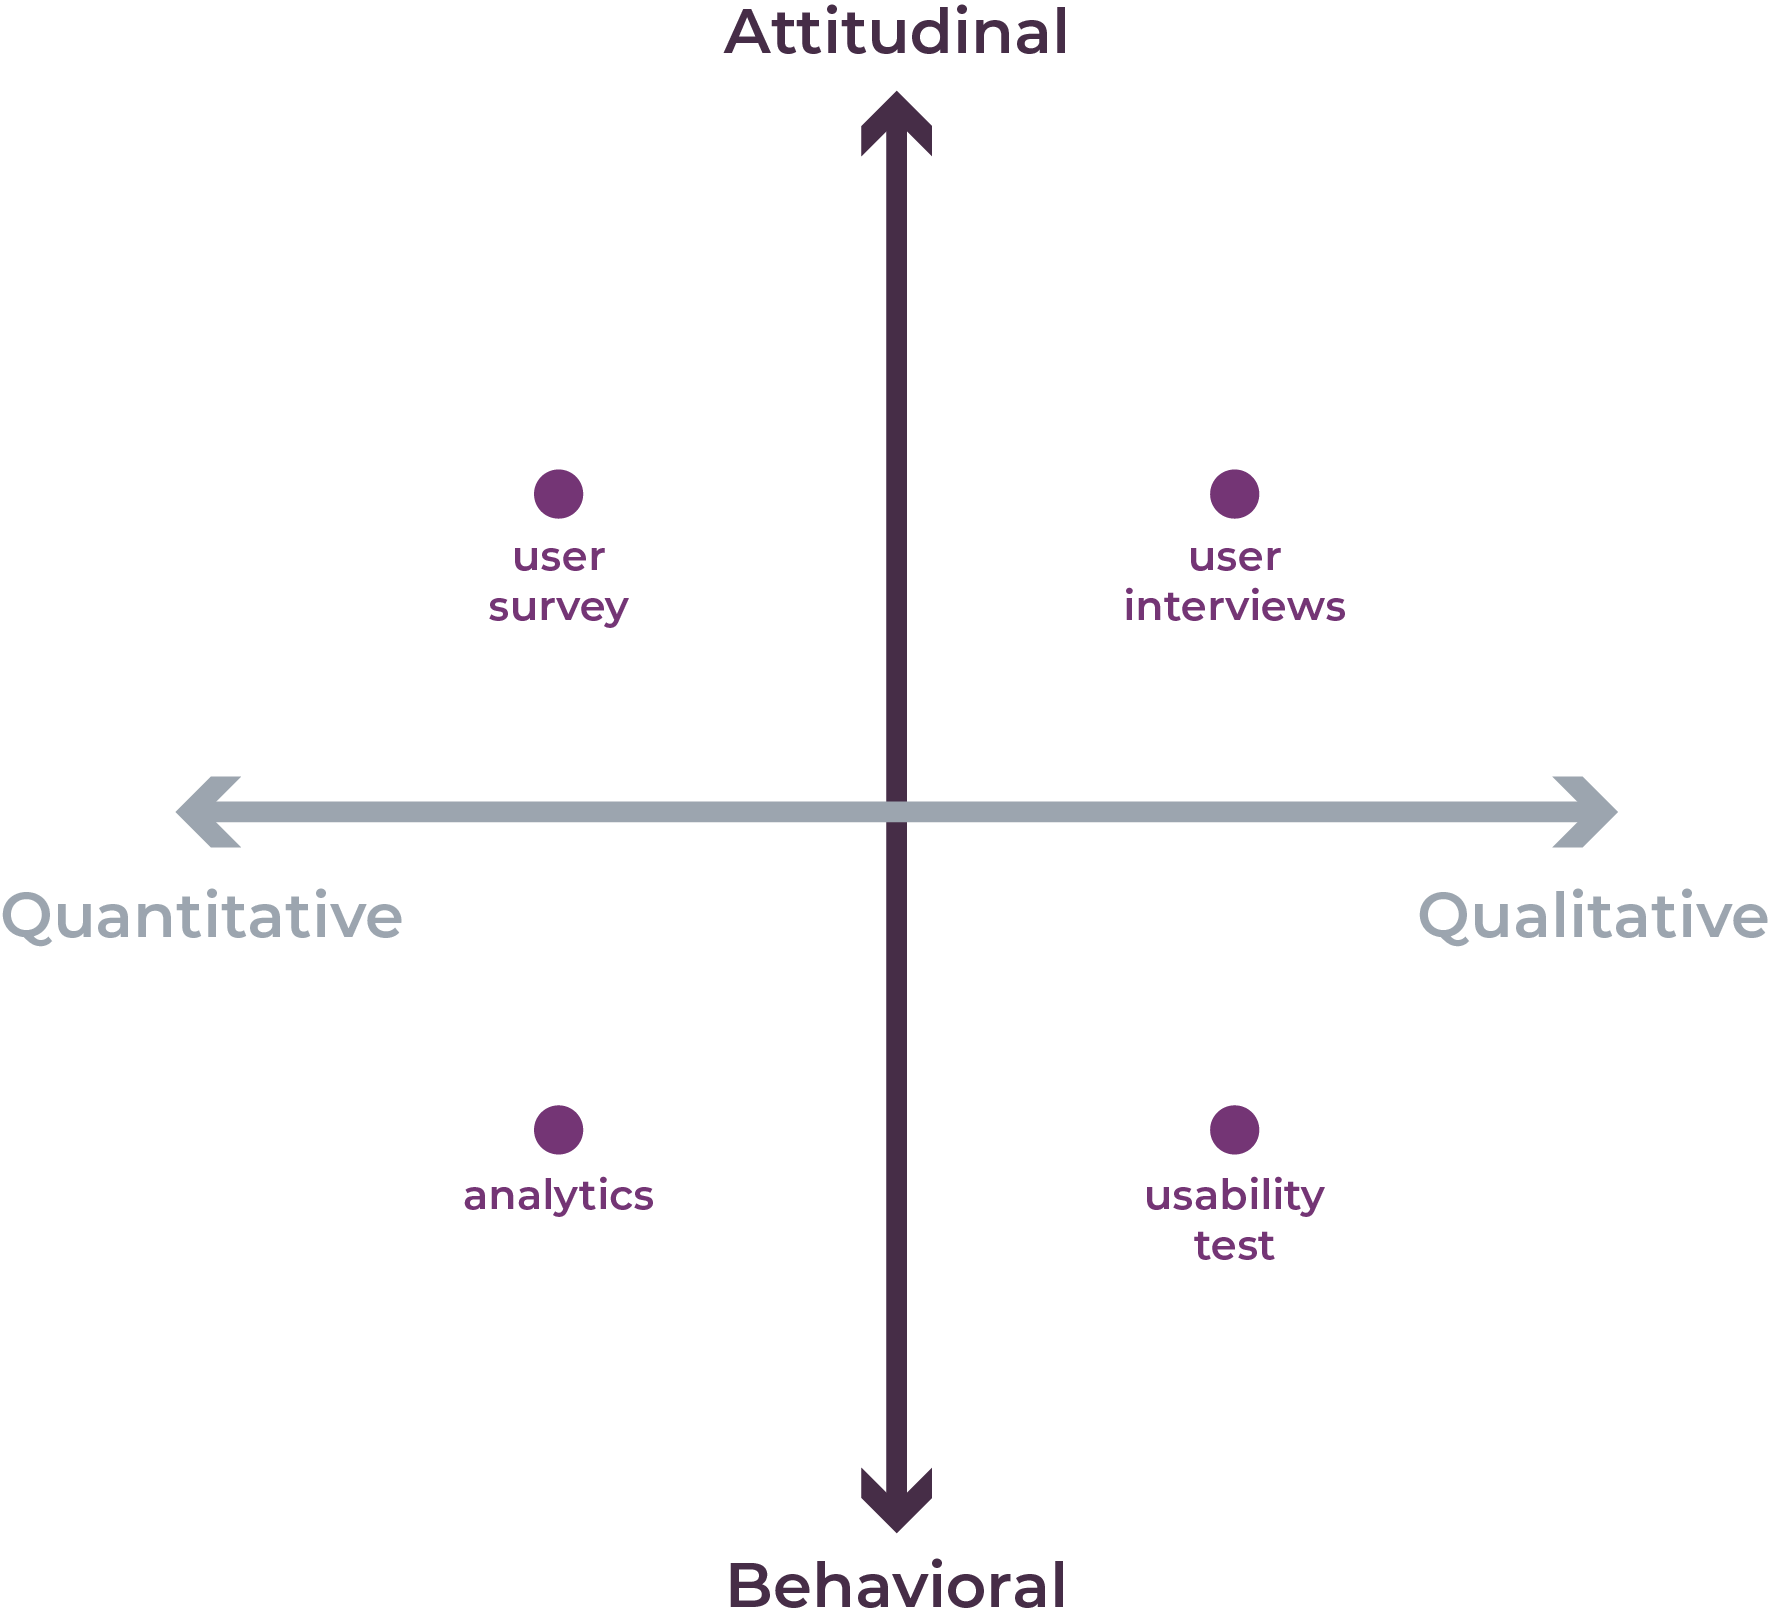 Attitudinal
user
survey
user
interviews
Quantitative
Qualitative
analytics
usability
test
Behavioral